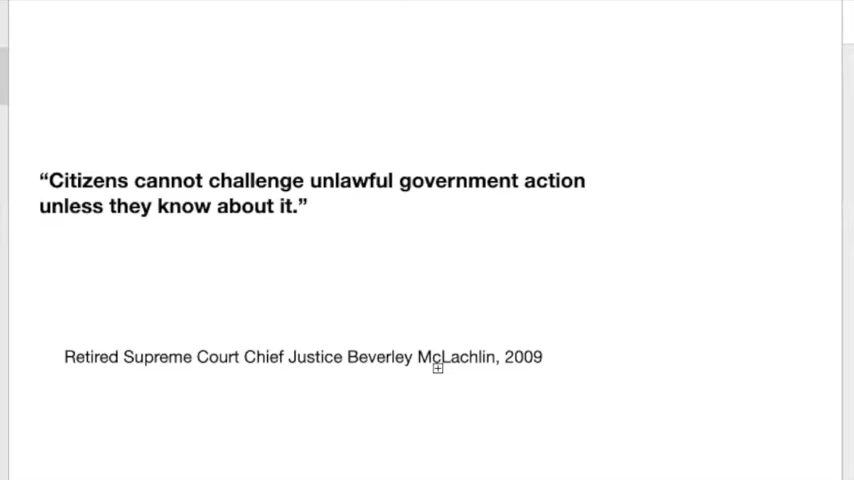 “Citizens cannot challenge unlawful government action
unless they know about it.”
Retired Supreme Court Chief Justice Beverley McLachlin, 2009